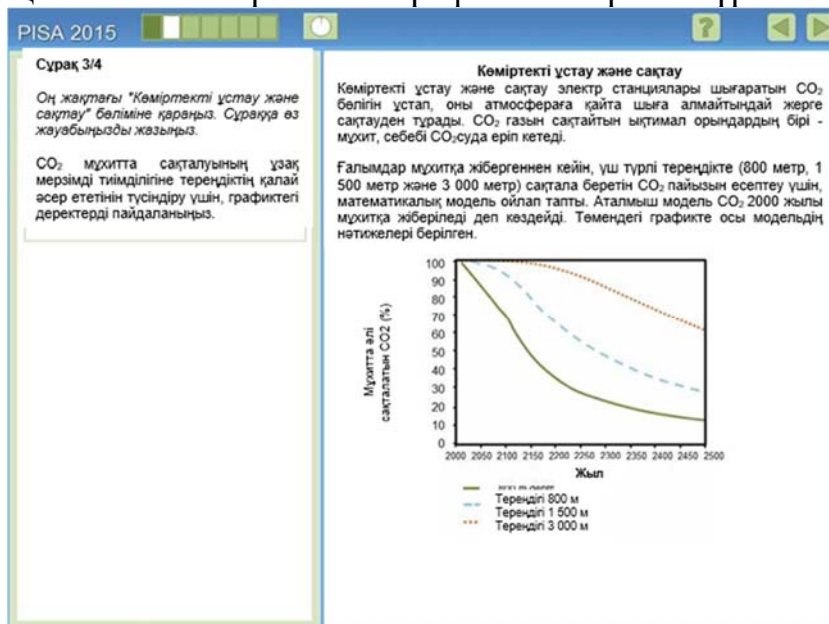 PISA 2015
?
Сұрақ 3/4
Оң жақтағы "Көміртекті ұстау және
сақтау" бөліміне қараңыз. Сұраққа өз
жауабыңызды жазыңыз.
CO₂ мұхитта сақталуының ұзақ
мерзімді тиімділігіне тереңдіктің қалай
әсер ететінін түсіндіру үшін, графиктегі
деректерді пайдаланыңыз.
Көміртекті ұстау және сақтау
Көміртекті ұстау және сақтау электр станциялары шығаратын CO₂
бөлігін ұстап, оны атмосфераға қайта шыға алмайтындай жерге
сақтауден тұрады. CO₂ газын сақтайтын ықтимал орындардың бірі -
мұхит, себебі CO₂суда еріп кетеді.
Ғалымдар мұхитқа жібергеннен кейін, үш түрлі тереңдікте (800 метр, 1
500 метр және 3 000 метр) сақтала беретін CO₂ пайызын есептеу үшін,
математикалық модель ойлап тапты. Аталмыш модель CO₂ 2000 жылы
мұхитқа жіберіледі деп көздейді. Төмендегі графикте осы модельдің
нәтижелері берілген.
Мұхитта әлі
сақталатын CO2 (%)
100
90
80
70
60
50
40
30
20
10
0
2000 2050 2100 2150 2200 2250 2300 2350 2400 2450 2500
Жыл
Тереңдігі 800 м
Тереңдігі 1 500 м
Тереңдігі 3 000 м